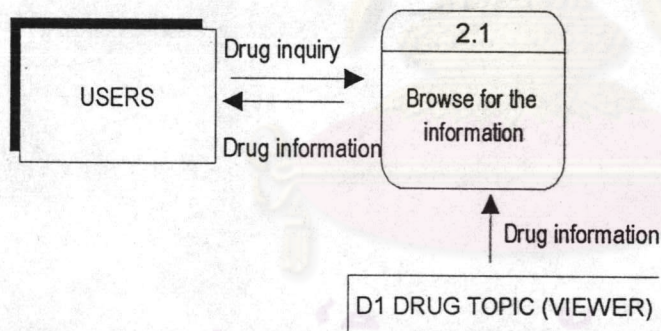 USERS
Drug inquiry
Drug information
2.1
Browse for the
information
Drug information
D1 DRUG TOPIC (VIEWER)